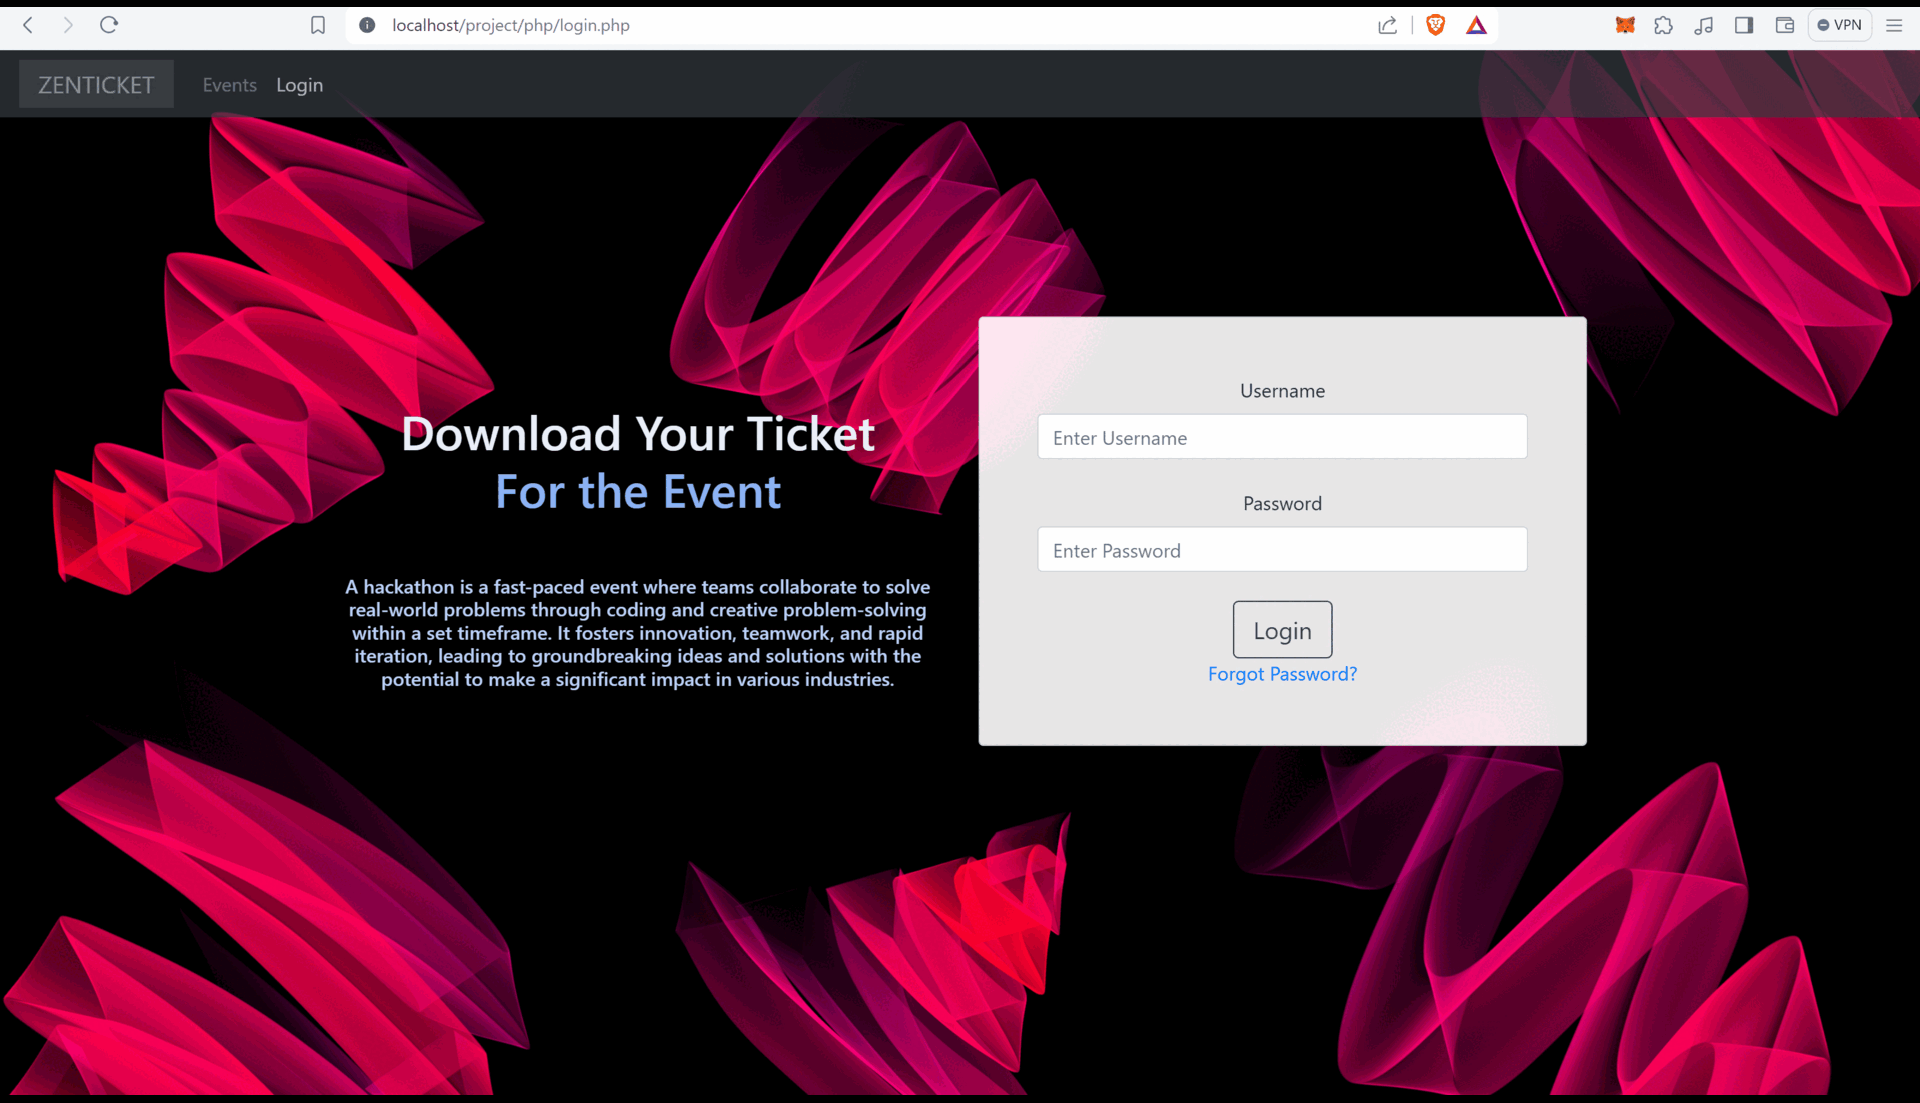 localhost/project/php/login.php
VPN
ZENTICKET
Events
Login
Download Your Ticket
For the Event
A hackathon is a fast-paced event where teams collaborate to solve
real-world problems through coding and creative problem-solving
within a set timeframe. It fosters innovation, teamwork, and rapid
iteration, leading to groundbreaking ideas and solutions with the
potential to make a significant impact in various industries.
Username
Enter Username
Password
Enter Password
Login
Forgot Password?